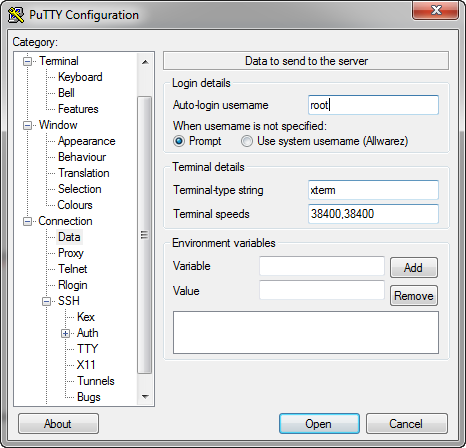 PuTTY Configuration
Category:
Terminal
Keyboard
Bell
Features
Window
Appearance
Behaviour
Translation
Selection
Colours
Connection
Data
Proxy
Telnet
Rlogin
SSH
Kex
Auth
TTY
X11
Tunnels
Bugs
Data to send to the server
Login details
Auto-login username root
When username is not specified:
Prompt Use system username (Allwarez)
Terminal details
Terminal-type string xterm
Terminal speeds 38400,38400
Environment variables
Variable Add
Value Remove
About Open Cancel